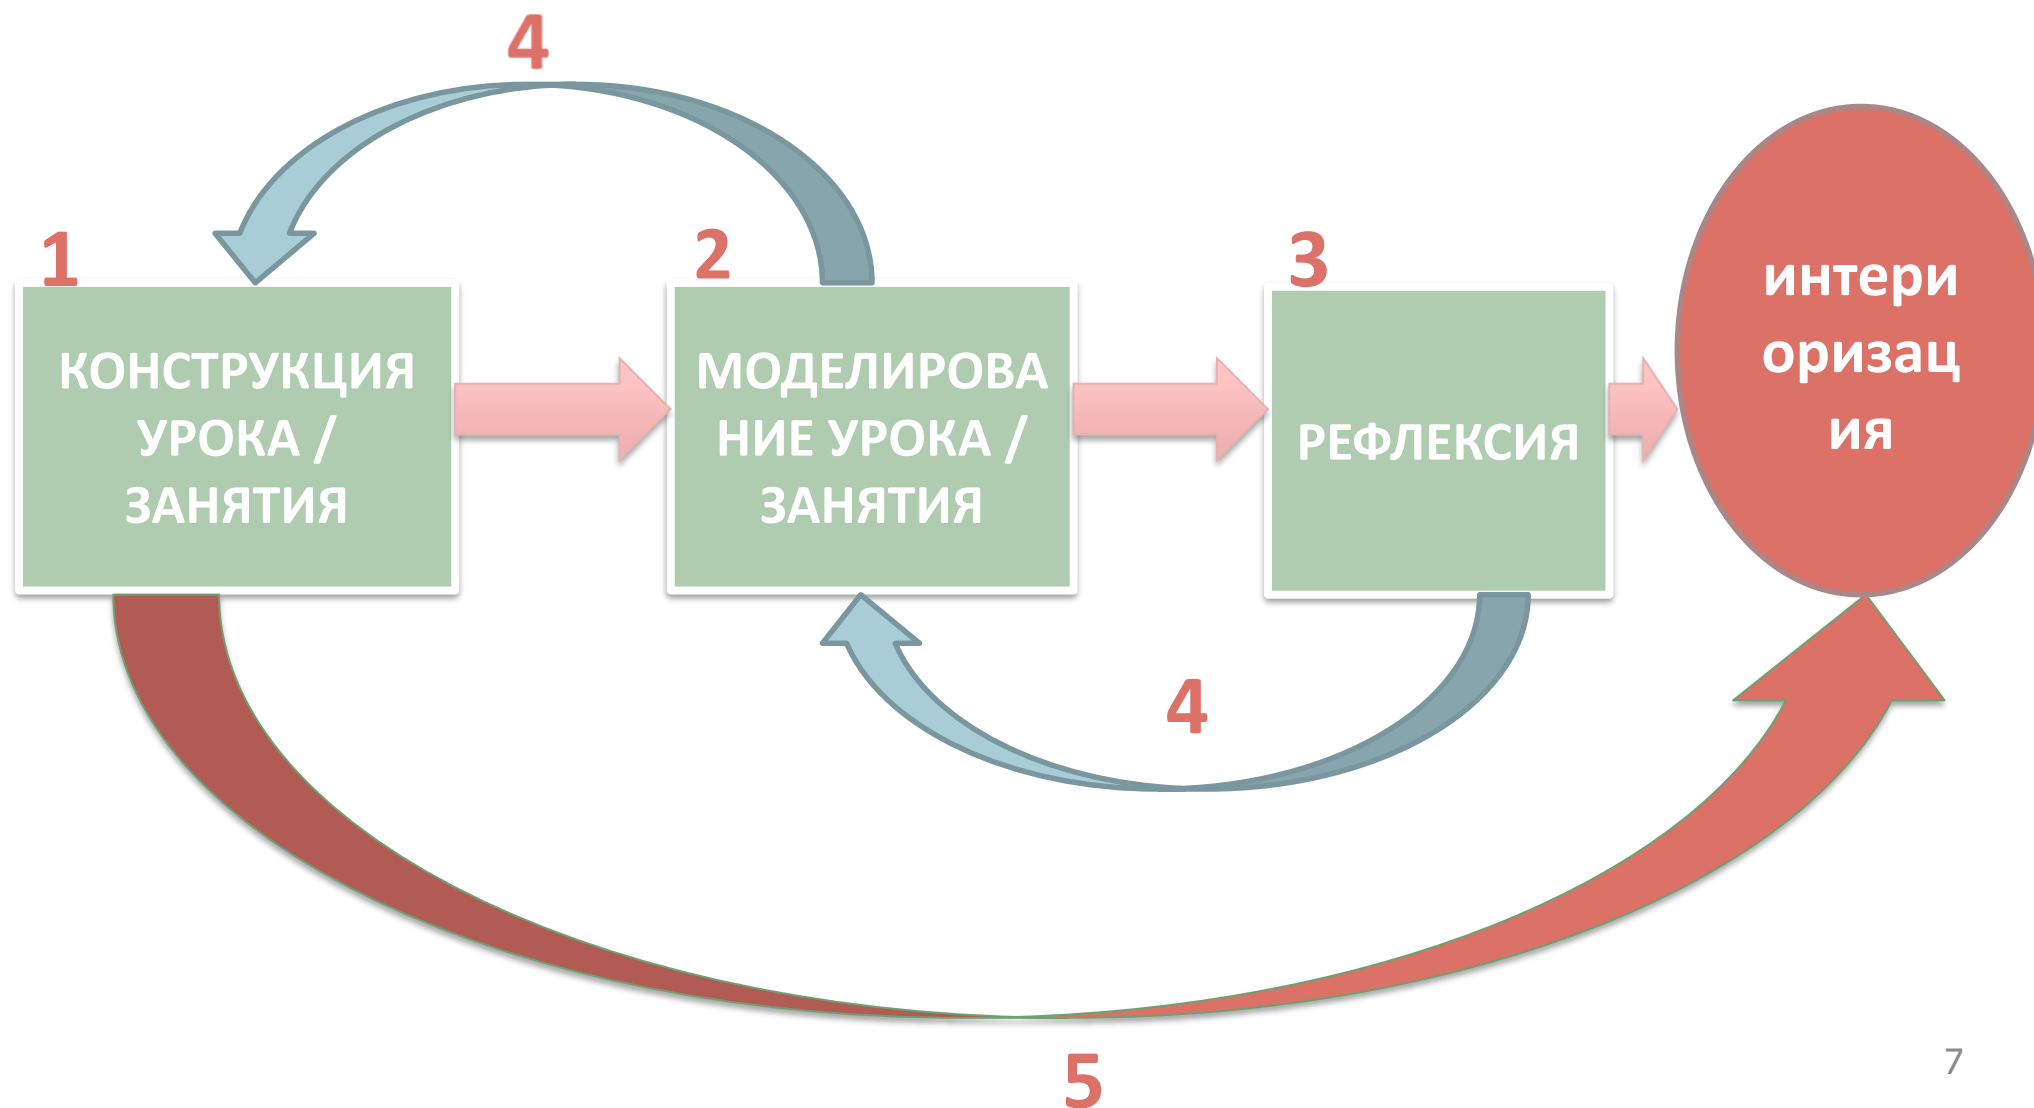 4
1
КОНСТРУКЦИЯ
УРОКА /
ЗАНЯТИЯ
2
МОДЕЛИРОВА
НИЕ УРОКА /
ЗАНЯТИЯ
3
РЕФЛЕКСИЯ
интери
оризац
ия
4
5
7